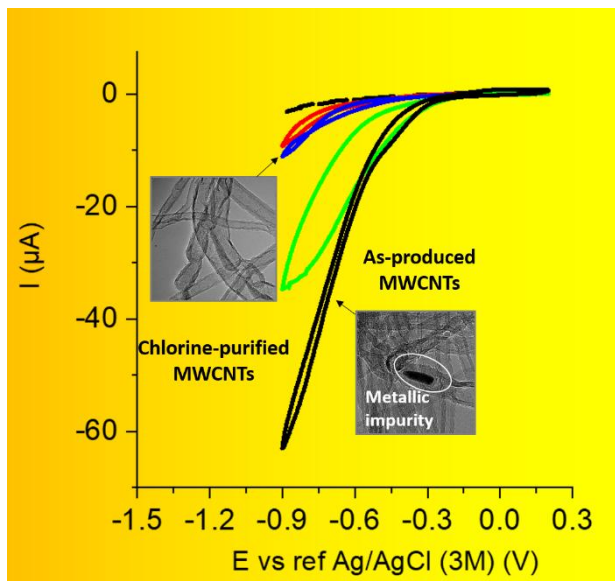 0
-20
-40
-60
I (µA)
As-produced
MWCNTs
Chlorine-purified
MWCNTs
Metallic
impurity
-1.5 -1.2 -0.9 -0.6 -0.3 0.0 0.3
E vs ref Ag/AgCl (3M) (V)